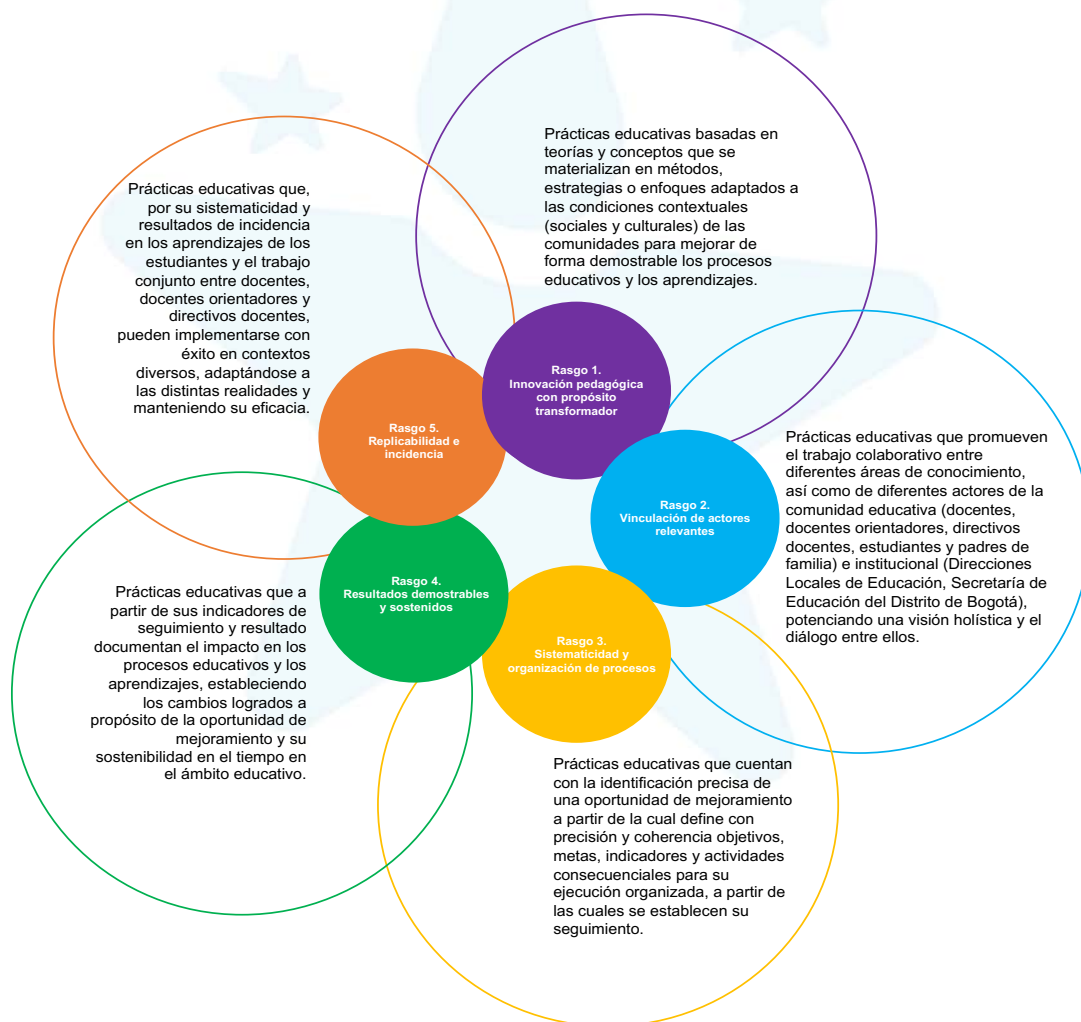 Prácticas educativas basadas en
teorías y conceptos que se
materializan en métodos,
estrategias o enfoques adaptados a
las condiciones contextuales
(sociales y culturales) de las
comunidades para mejorar de
forma demostrable los procesos
educativos y los aprendizajes.
Rasgo 1.
Innovación pedagógica
con propósito
transformador
Prácticas educativas que promueven
el trabajo colaborativo entre
diferentes áreas de conocimiento,
así como de diferentes actores de la
comunidad educativa (docentes,
docentes orientadores, directivos
docentes, estudiantes y padres de
familia) e institucional (Direcciones
Locales de Educación, Secretaría de
Educación del Distrito de Bogotá),
potenciando una visión holística y el
diálogo entre ellos.
Rasgo 2.
Vinculación de actores
relevantes
Rasgo 3.
Sistematicidad y
organización de procesos
Prácticas educativas que cuentan
con la identificación precisa de
una oportunidad de mejoramiento
a partir de la cual define con
precisión y coherencia objetivos,
metas, indicadores y actividades
consecuenciales para su
ejecución organizada, a partir de
las cuales se establecen su
seguimiento.
Rasgo 4.
Resultados demostrables
y sostenidos
Prácticas educativas que a
partir de sus indicadores de
seguimiento y resultado
documentan el impacto en los
procesos educativos y los
aprendizajes, estableciendo
los cambios logrados a
propósito de la oportunidad de
mejoramiento y su
sostenibilidad en el tiempo en
el ámbito educativo.
Rasgo 5.
Replicabilidad e
incidencia
Prácticas educativas que,
por su sistematicidad y
resultados de incidencia
en los aprendizajes de los
estudiantes y el trabajo
conjunto entre docentes,
docentes orientadores y
directivos docentes,
pueden implementarse con
éxito en contextos
diversos, adaptándose a
las distintas realidades y
manteniendo su eficacia.